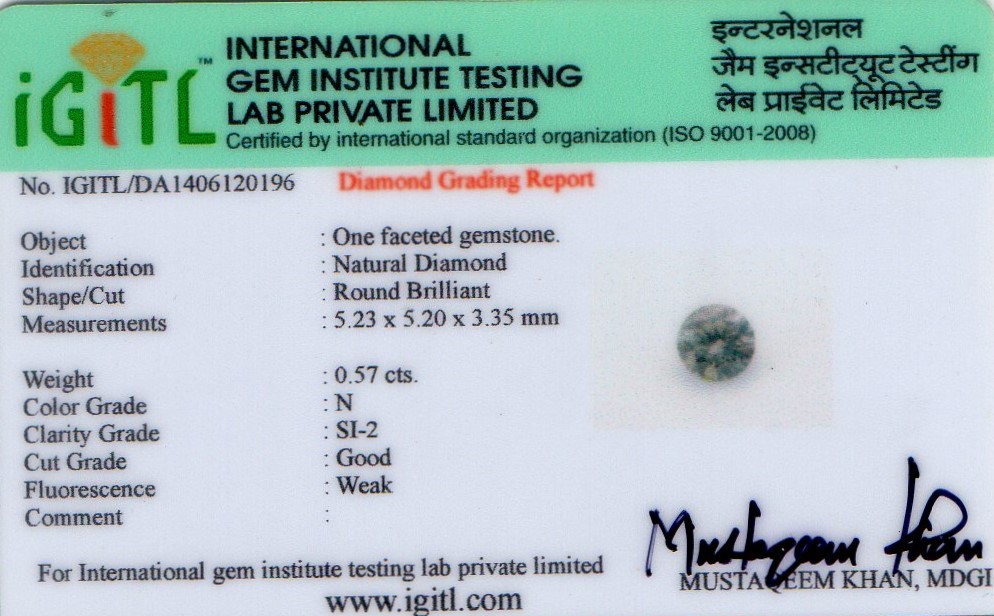 iGiTL™
INTERNATIONAL
GEM INSTITUTE TESTING
LAB PRIVATE LIMITED
Certified by international standard organization (ISO 9001-2008)
इन्टरनेशनल
जैम इन्सटीट्यूट टेस्टींग
लेब प्राईवेट लिमिटेड
No. IGITL/DA1406120196 Diamond Grading Report
Object : One faceted gemstone.
Identification : Natural Diamond
Shape/Cut : Round Brilliant
Measurements : 5.23 x 5.20 x 3.35 mm
Weight : 0.57 cts.
Color Grade : N
Clarity Grade : SI-2
Cut Grade : Good
Fluorescence : Weak
Comment :
Mustaqeem Khan
MUSTAQEEM KHAN, MDGI
For International gem institute testing lab private limited
www.igitl.com